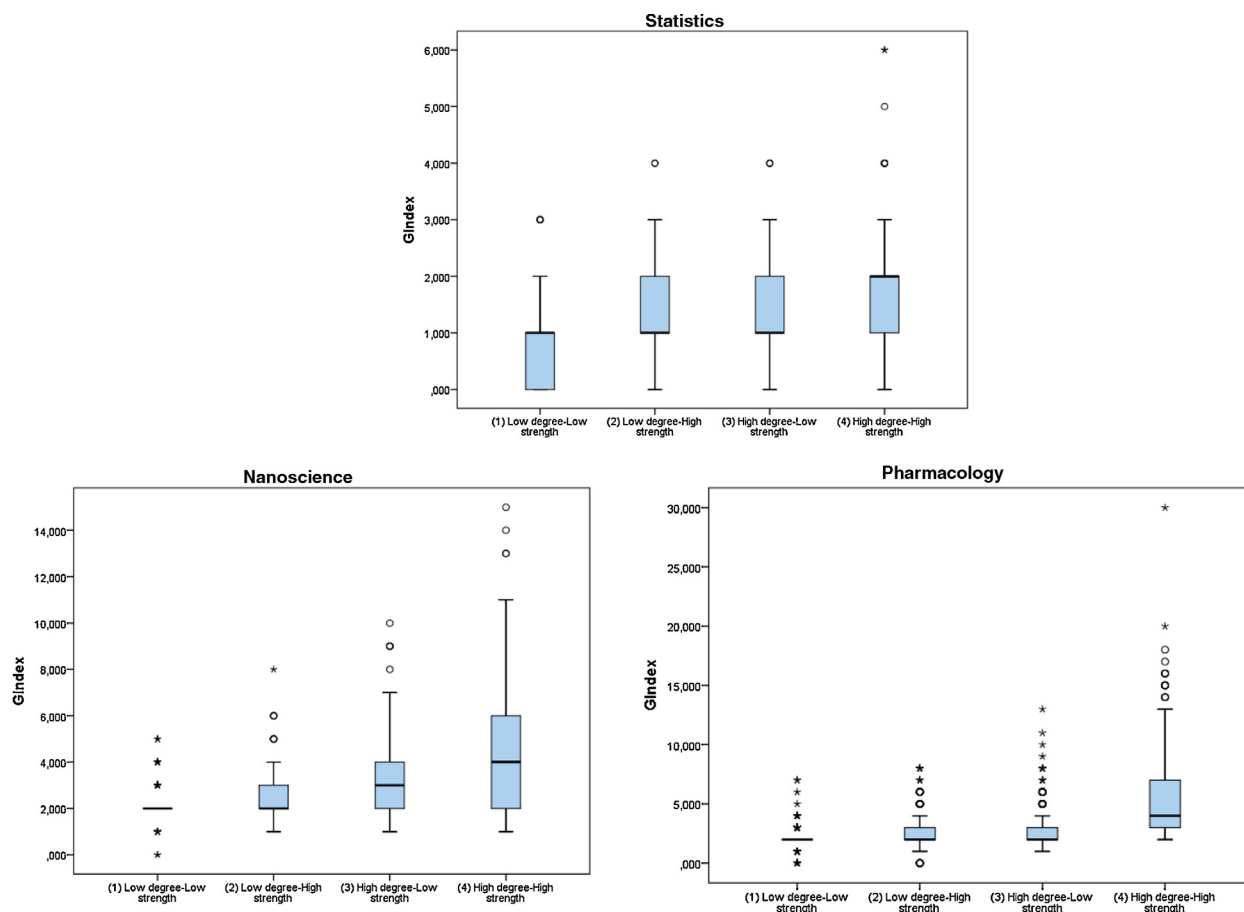 Statistics
GIndex
6,000
5,000
4,000
3,000
2,000
1,000
,000
(1) Low degree-Low
strength
(2) Low degree-High
strength
(3) High degree-Low
strength
(4) High degree-High
strength
Nanoscience
GIndex
14,000
12,000
10,000
8,000
6,000
4,000
2,000
,000
(1) Low degree-Low
strength
(2) Low degree-High
strength
(3) High degree-Low
strength
(4) High degree-High
strength
Pharmacology
GIndex
30,000
25,000
20,000
15,000
10,000
5,000
,000
(1) Low degree-Low
strength
(2) Low degree-High
strength
(3) High degree-Low
strength
(4) High degree-High
strength